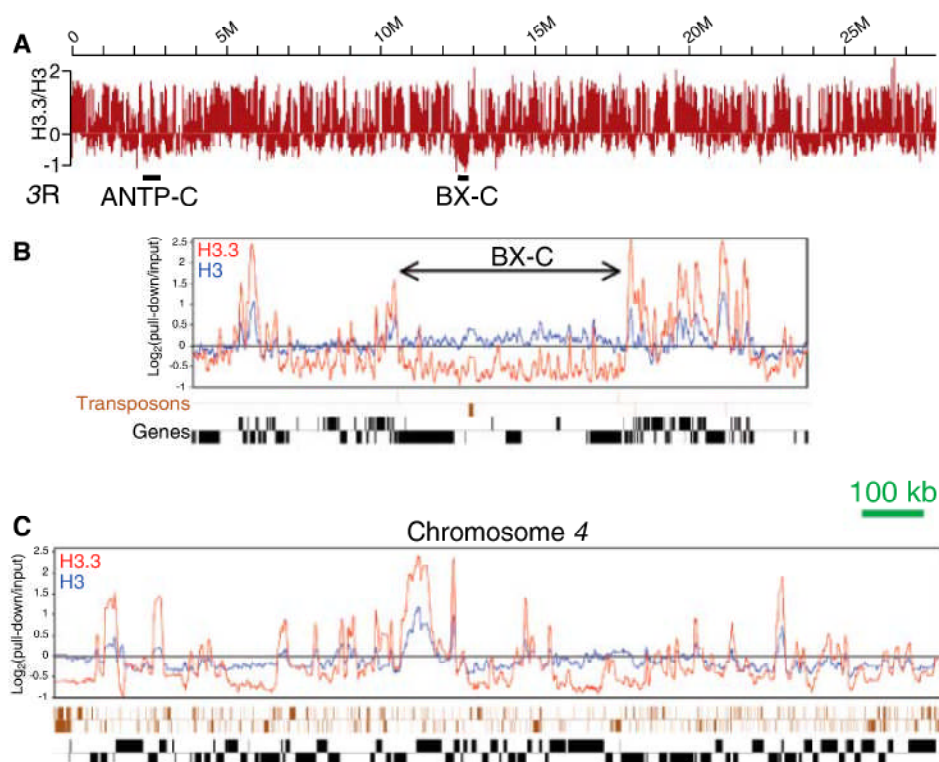 0 5M 10M 15M 20M 25M
A
H3.3/H3
2
0
-1
3R ANTP-C BX-C
B
Log2(pull-down/input)
2.5
2
1.5
1
0.5
0
-0.5
-1
H3.3
H3
BX-C
Transposons
Genes
100 kb
C
Chromosome 4
Log2(pull-down/input)
2.5
2
1.5
1
0.5
0
-0.5
-1
H3.3
H3